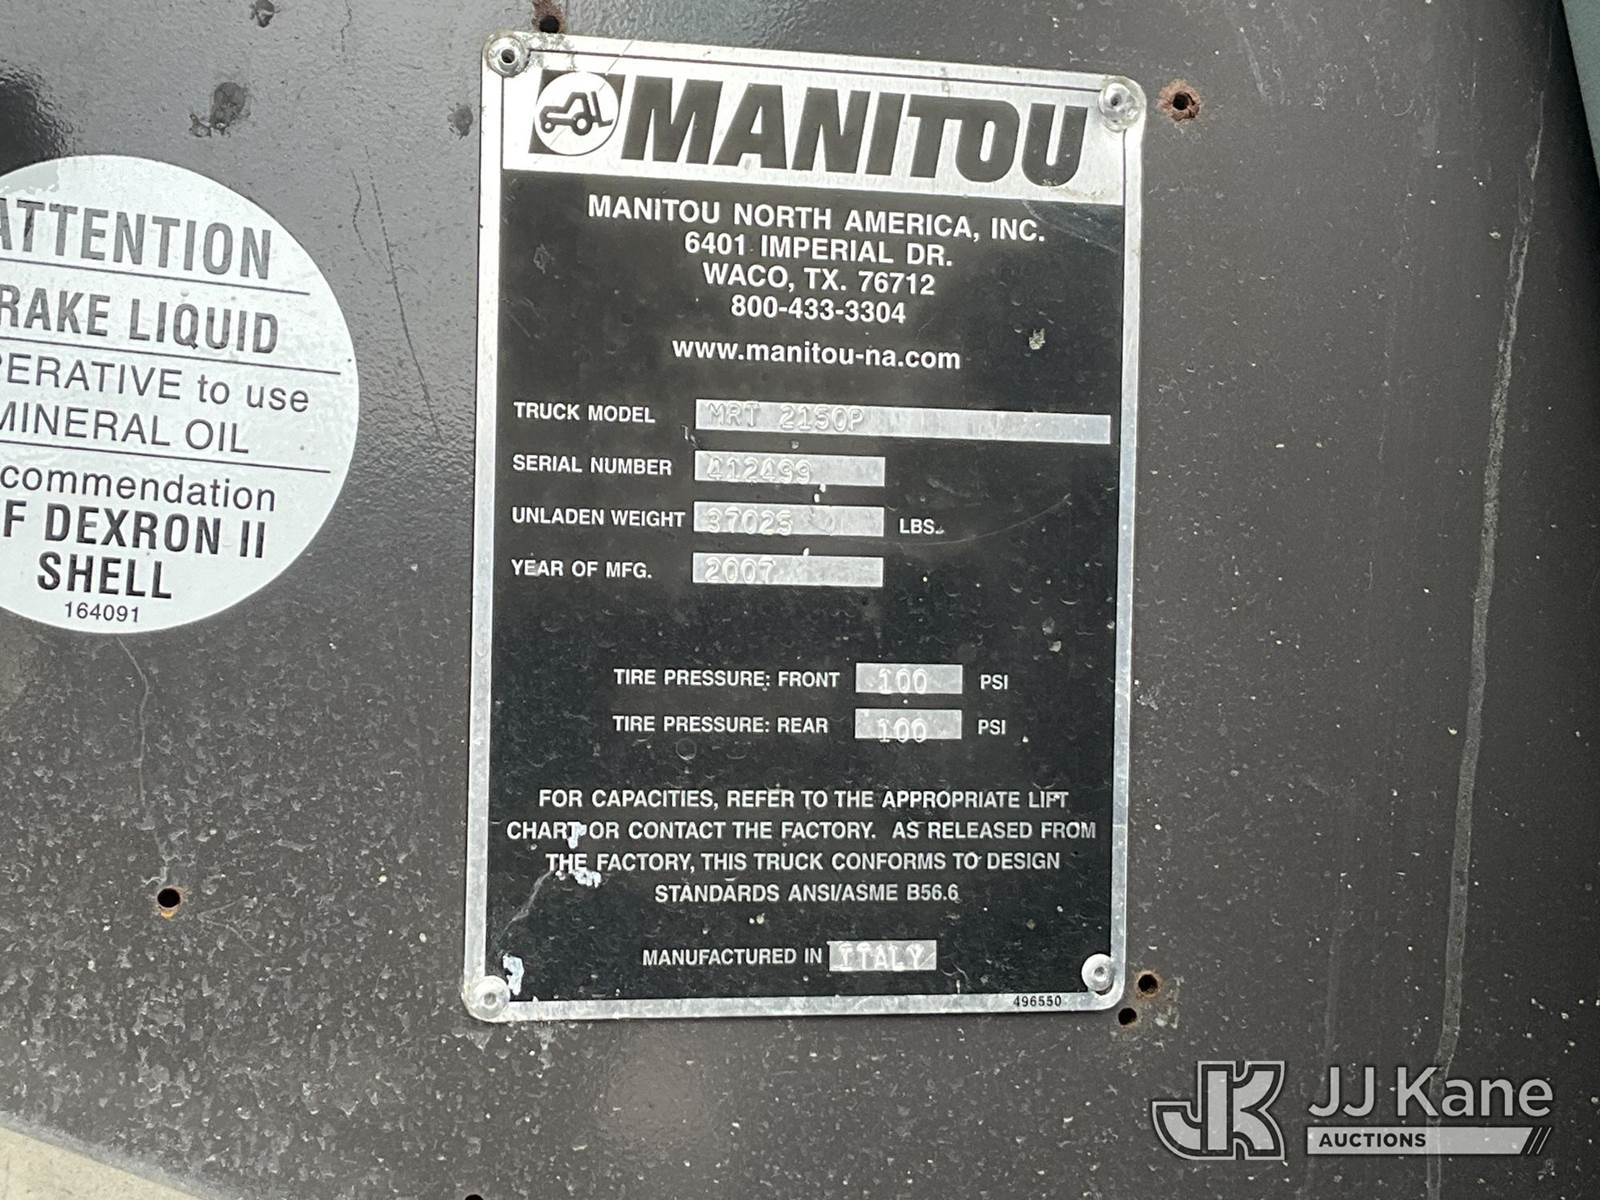 ATTENTION
RAKE LIQUID
PERATIVE to use
MINERAL OIL
commendation
F DEXRON II
SHELL
164091
MANITOU
MANITOU NORTH AMERICA, INC.
6401 IMPERIAL DR.
WACO, TX. 76712
800-433-3304
www.manitou-na.com
TRUCK MODEL MRT 2150P
SERIAL NUMBER 412499
UNLADEN WEIGHT 37025 LBS.
YEAR OF MFG. 2007
TIRE PRESSURE: FRONT 100 PSI
TIRE PRESSURE: REAR 100 PSI
FOR CAPACITIES, REFER TO THE APPROPRIATE LIFT
CHART OR CONTACT THE FACTORY. AS RELEASED FROM
THE FACTORY, THIS TRUCK CONFORMS TO DESIGN
STANDARDS ANSI/ASME B56.6
MANUFACTURED IN ITALY
496550
JK JJ Kane
AUCTIONS